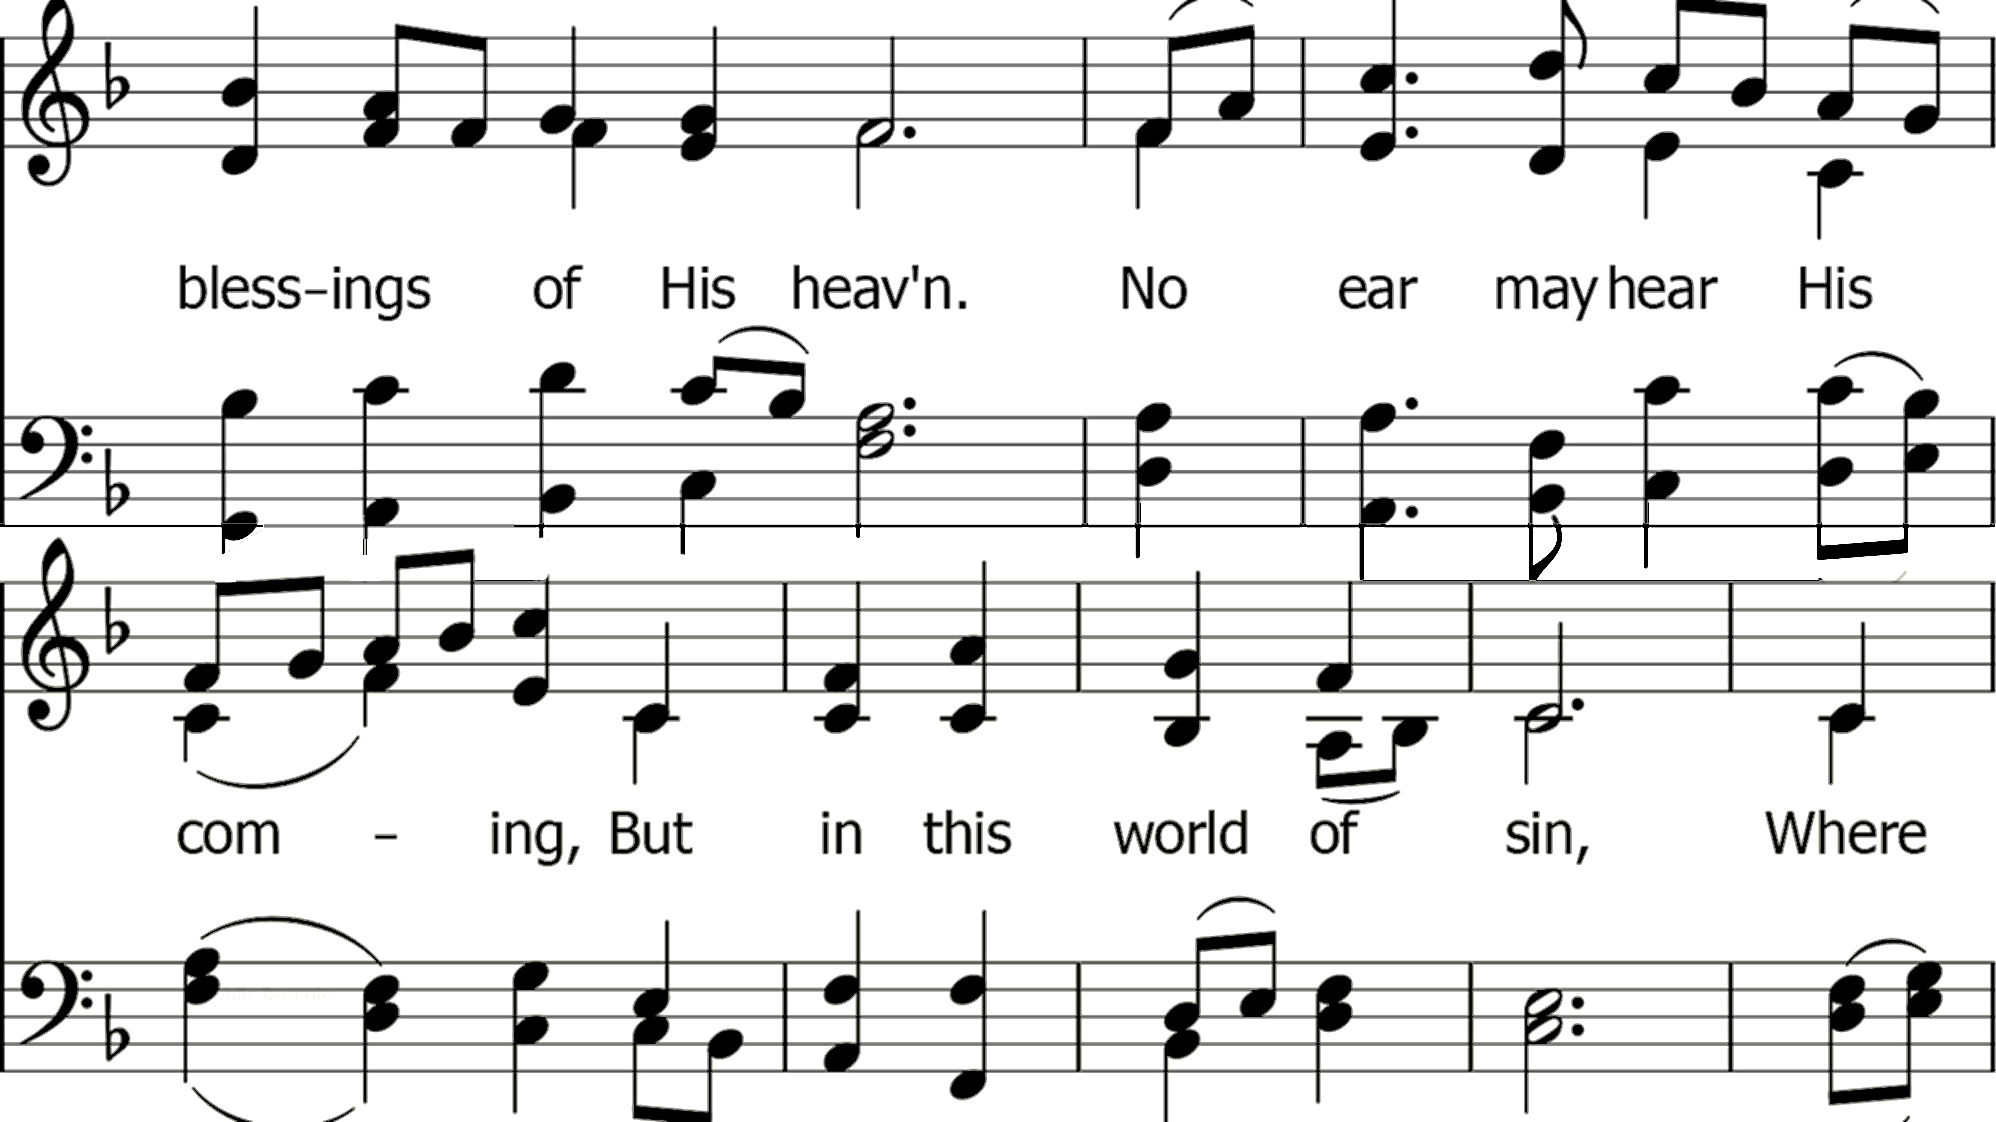 bless-ings of His heav'n. No ear may hear His
com - ing, But in this world of sin, Where